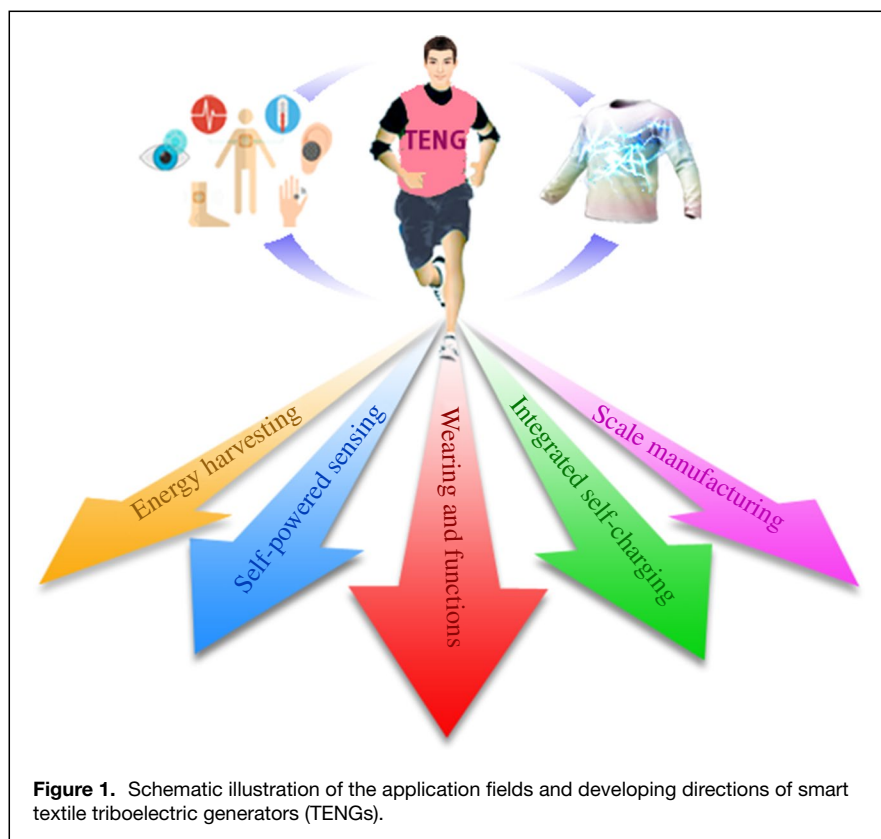 TENG
Energy harvesting
Self-powered sensing
Wearing and functions
Integrated self-charging
Scale manufacturing
Figure 1. Schematic illustration of the application fields and developing directions of smart
textile triboelectric generators (TENGs).